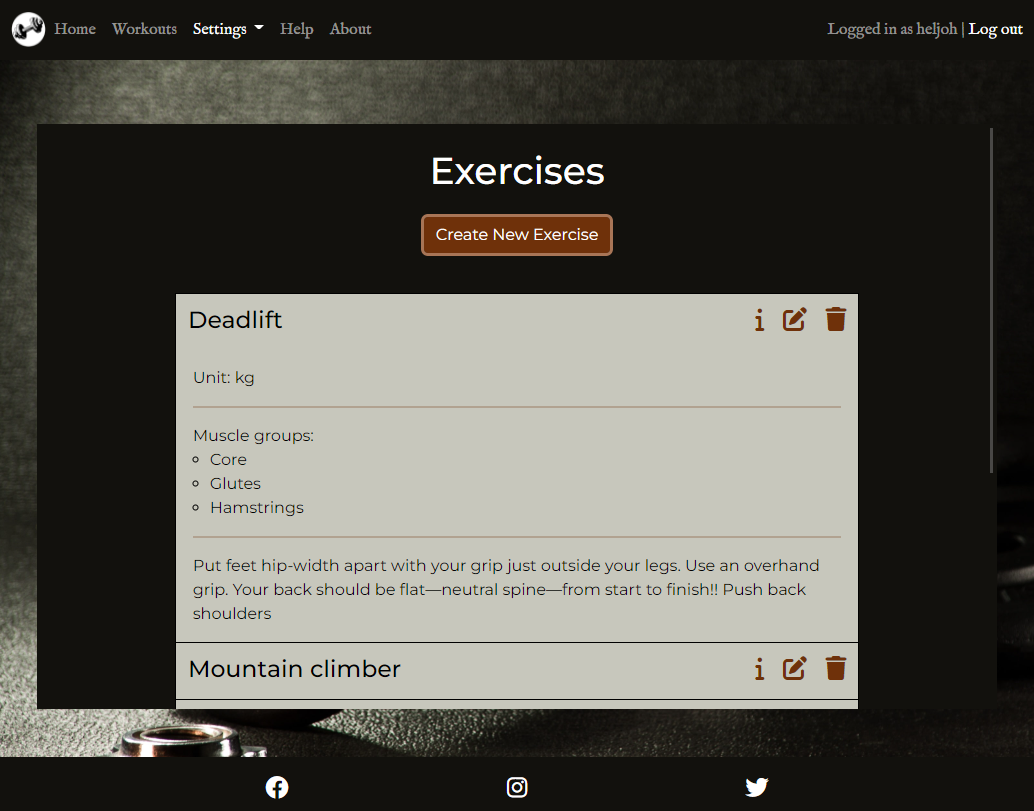 Home Workouts Settings Help About Logged in as heljoh | Log out
Exercises
Create New Exercise
Deadlift
Unit: kg
Muscle groups:
Core
Glutes
Hamstrings
Put feet hip-width apart with your grip just outside your legs. Use an overhand
grip. Your back should be flat—neutral spine—from start to finish!! Push back
shoulders
Mountain climber